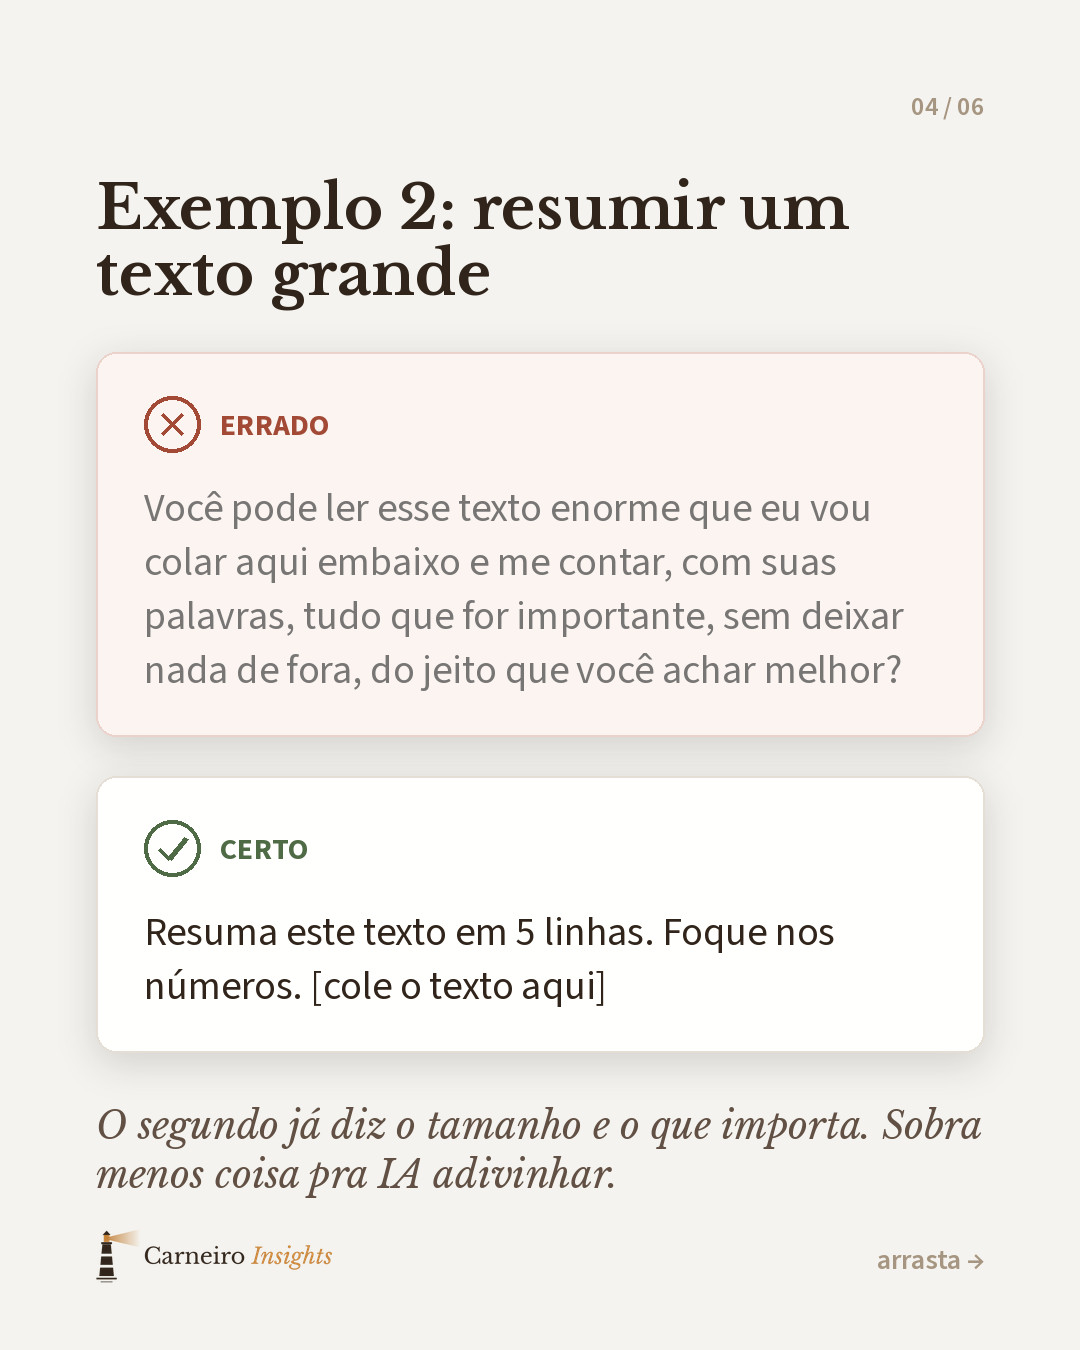 04 / 06
Exemplo 2: resumir um
texto grande
ERRADO
Você pode ler esse texto enorme que eu vou
colar aqui embaixo e me contar, com suas
palavras, tudo que for importante, sem deixar
nada de fora, do jeito que você achar melhor?
CERTO
Resuma este texto em 5 linhas. Foque nos
números. [cole o texto aqui]
O segundo já diz o tamanho e o que importa. Sobra
menos coisa pra IA adivinhar.
Carneiro Insights
arrasta →